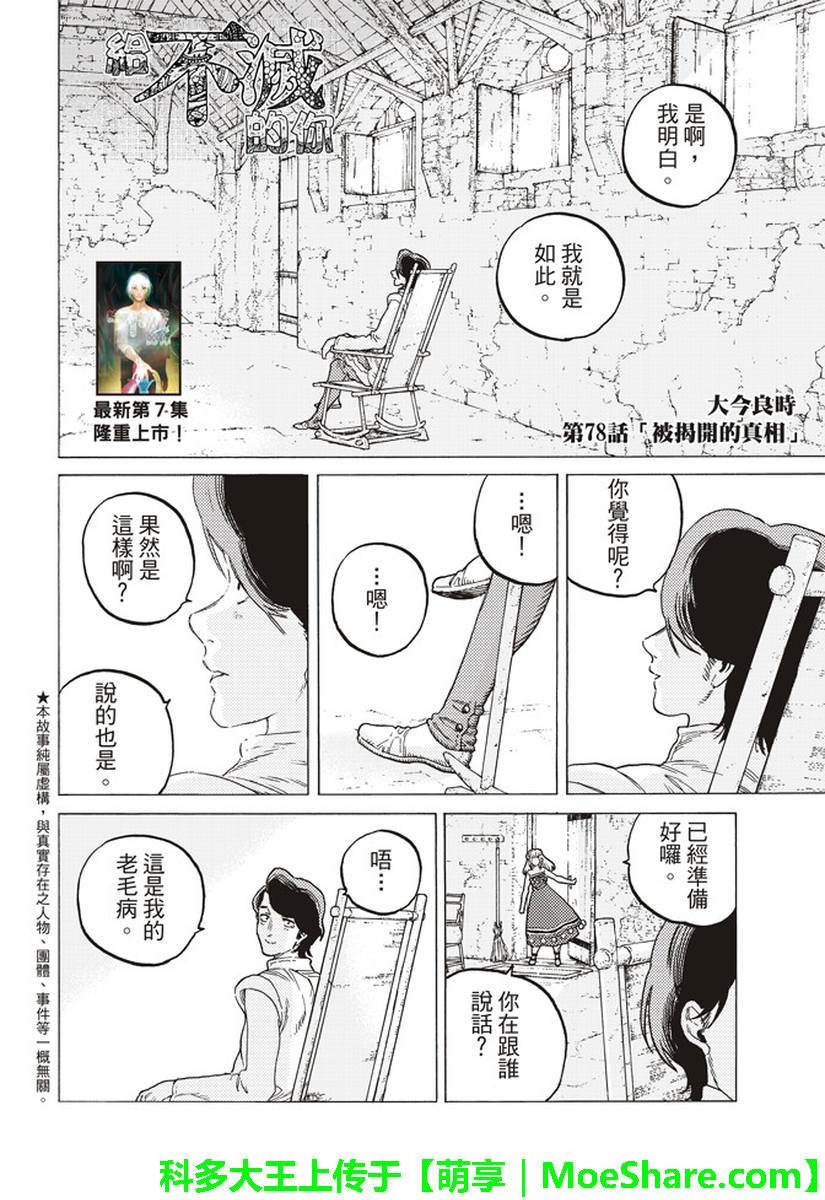 給不滅的你
是啊，
我明白。
我就是
如此。
最新第7集
隆重上市！
大今良時
第78話「被揭開的真相」
你覺得呢？
…嗯！
…嗯！
果然是
這樣啊？
說的也是。
已經準備
好囉。
你在跟誰
說話？
唔…
這是我的
老毛病。
★本故事純屬虛構，與真實存在之人物、團體、事件等一概無關。
科多大王上传于【萌享|MoeShare.com】